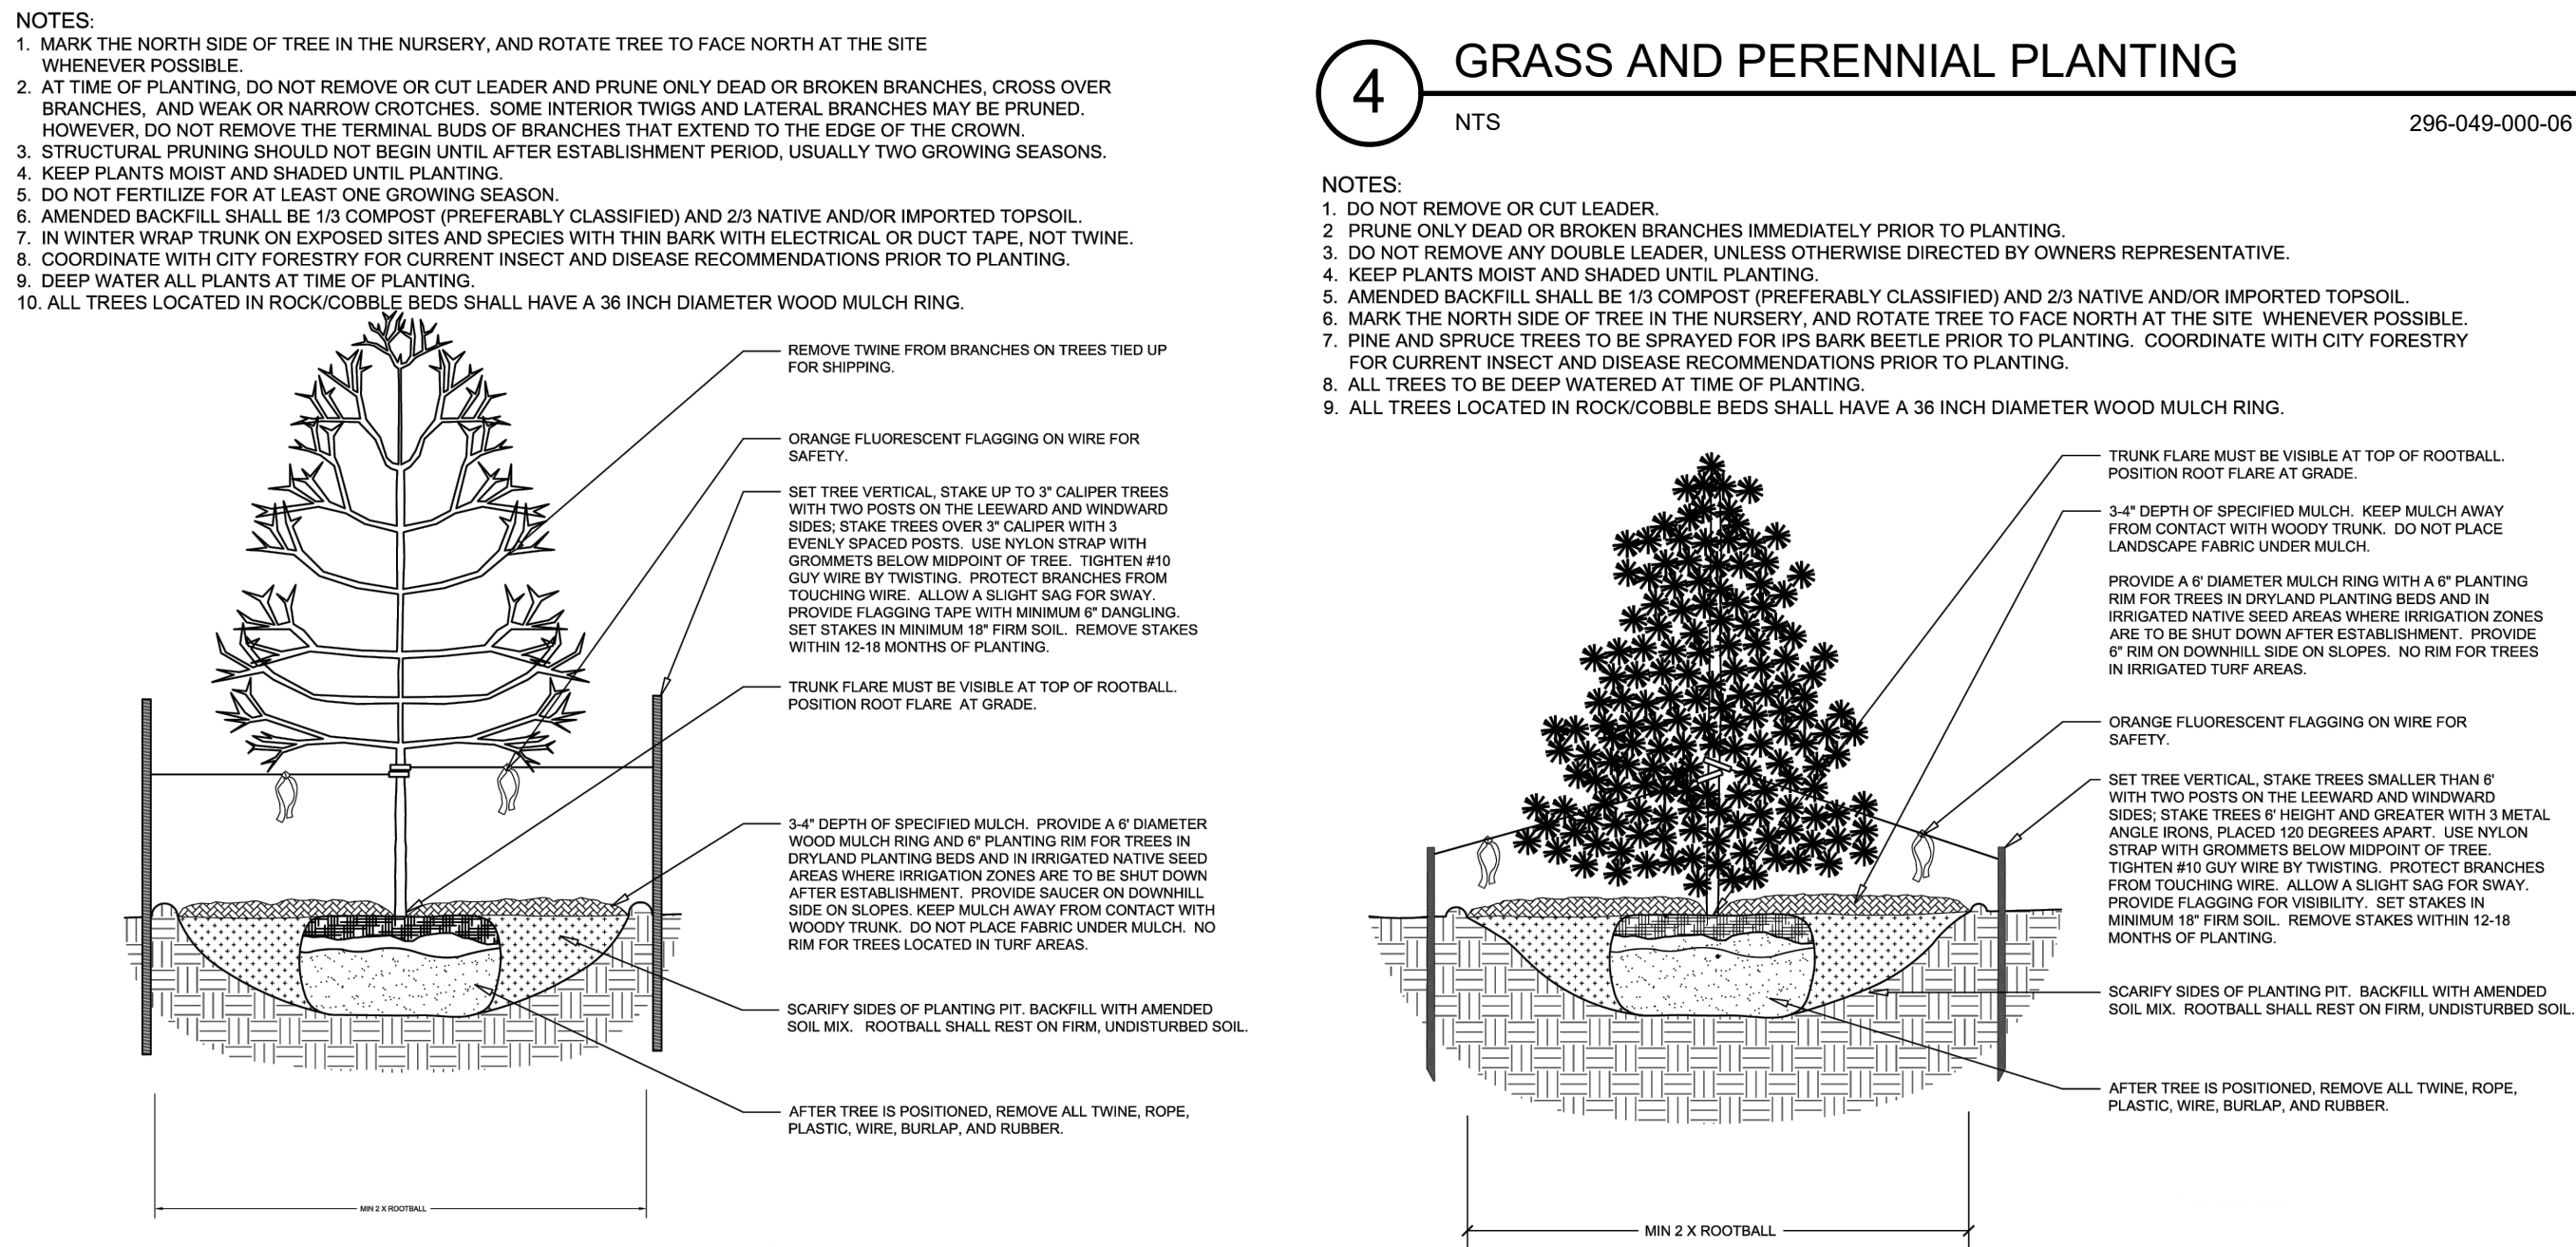 NOTES:
1. MARK THE NORTH SIDE OF TREE IN THE NURSERY, AND ROTATE TREE TO FACE NORTH AT THE SITE
WHENEVER POSSIBLE.
2. AT TIME OF PLANTING, DO NOT REMOVE OR CUT LEADER AND PRUNE ONLY DEAD OR BROKEN BRANCHES, CROSS OVER
BRANCHES, AND WEAK OR NARROW CROTCHES. SOME INTERIOR TWIGS AND LATERAL BRANCHES MAY BE PRUNED.
HOWEVER, DO NOT REMOVE THE TERMINAL BUDS OF BRANCHES THAT EXTEND TO THE EDGE OF THE CROWN.
3. STRUCTURAL PRUNING SHOULD NOT BEGIN UNTIL AFTER ESTABLISHMENT PERIOD, USUALLY TWO GROWING SEASONS.
4. KEEP PLANTS MOIST AND SHADED UNTIL PLANTING.
5. DO NOT FERTILIZE FOR AT LEAST ONE GROWING SEASON.
6. AMENDED BACKFILL SHALL BE 1/3 COMPOST (PREFERABLY CLASSIFIED) AND 2/3 NATIVE AND/OR IMPORTED TOPSOIL.
7. IN WINTER WRAP TRUNK ON EXPOSED SITES AND SPECIES WITH THIN BARK WITH ELECTRICAL OR DUCT TAPE, NOT TWINE.
8. COORDINATE WITH CITY FORESTRY FOR CURRENT INSECT AND DISEASE RECOMMENDATIONS PRIOR TO PLANTING.
9. DEEP WATER ALL PLANTS AT TIME OF PLANTING.
10. ALL TREES LOCATED IN ROCK/COBBLE BEDS SHALL HAVE A 36 INCH DIAMETER WOOD MULCH RING.
REMOVE TWINE FROM BRANCHES ON TREES TIED UP
FOR SHIPPING.
ORANGE FLUORESCENT FLAGGING ON WIRE FOR
SAFETY.
SET TREE VERTICAL, STAKE UP TO 3" CALIPER TREES
WITH TWO POSTS ON THE LEEWARD AND WINDWARD
SIDES; STAKE TREES OVER 3" CALIPER WITH 3
EVENLY SPACED POSTS. USE NYLON STRAP WITH
GROMMETS BELOW MIDPOINT OF TREE. TIGHTEN #10
GUY WIRE BY TWISTING. PROTECT BRANCHES FROM
TOUCHING WIRE. ALLOW A SLIGHT SAG FOR SWAY.
PROVIDE FLAGGING TAPE WITH MINIMUM 6" DANGLING.
SET STAKES IN MINIMUM 18" FIRM SOIL. REMOVE STAKES
WITHIN 12-18 MONTHS OF PLANTING.
TRUNK FLARE MUST BE VISIBLE AT TOP OF ROOTBALL.
POSITION ROOT FLARE AT GRADE.
3-4" DEPTH OF SPECIFIED MULCH. PROVIDE A 6' DIAMETER
WOOD MULCH RING AND 6" PLANTING RIM FOR TREES IN
DRYLAND PLANTING BEDS AND IN IRRIGATED NATIVE SEED
AREAS WHERE IRRIGATION ZONES ARE TO BE SHUT DOWN
AFTER ESTABLISHMENT. PROVIDE SAUCER ON DOWNHILL
SIDE ON SLOPES. KEEP MULCH AWAY FROM CONTACT WITH
WOODY TRUNK. DO NOT PLACE FABRIC UNDER MULCH. NO
RIM FOR TREES LOCATED IN TURF AREAS.
SCARIFY SIDES OF PLANTING PIT. BACKFILL WITH AMENDED
SOIL MIX. ROOTBALL SHALL REST ON FIRM, UNDISTURBED SOIL.
AFTER TREE IS POSITIONED, REMOVE ALL TWINE, ROPE,
PLASTIC, WIRE, BURLAP, AND RUBBER.
MIN 2 X ROOTBALL
4
GRASS AND PERENNIAL PLANTING
NTS
296-049-000-06
NOTES:
1. DO NOT REMOVE OR CUT LEADER.
2 PRUNE ONLY DEAD OR BROKEN BRANCHES IMMEDIATELY PRIOR TO PLANTING.
3. DO NOT REMOVE ANY DOUBLE LEADER, UNLESS OTHERWISE DIRECTED BY OWNERS REPRESENTATIVE.
4. KEEP PLANTS MOIST AND SHADED UNTIL PLANTING.
5. AMENDED BACKFILL SHALL BE 1/3 COMPOST (PREFERABLY CLASSIFIED) AND 2/3 NATIVE AND/OR IMPORTED TOPSOIL.
6. MARK THE NORTH SIDE OF TREE IN THE NURSERY, AND ROTATE TREE TO FACE NORTH AT THE SITE WHENEVER POSSIBLE.
7. PINE AND SPRUCE TREES TO BE SPRAYED FOR IPS BARK BEETLE PRIOR TO PLANTING. COORDINATE WITH CITY FORESTRY
FOR CURRENT INSECT AND DISEASE RECOMMENDATIONS PRIOR TO PLANTING.
8. ALL TREES TO BE DEEP WATERED AT TIME OF PLANTING.
9. ALL TREES LOCATED IN ROCK/COBBLE BEDS SHALL HAVE A 36 INCH DIAMETER WOOD MULCH RING.
TRUNK FLARE MUST BE VISIBLE AT TOP OF ROOTBALL.
POSITION ROOT FLARE AT GRADE.
3-4" DEPTH OF SPECIFIED MULCH. KEEP MULCH AWAY
FROM CONTACT WITH WOODY TRUNK. DO NOT PLACE
LANDSCAPE FABRIC UNDER MULCH.
PROVIDE A 6' DIAMETER MULCH RING WITH A 6" PLANTING
RIM FOR TREES IN DRYLAND PLANTING BEDS AND IN
IRRIGATED NATIVE SEED AREAS WHERE IRRIGATION ZONES
ARE TO BE SHUT DOWN AFTER ESTABLISHMENT. PROVIDE
6" RIM ON DOWNHILL SIDE ON SLOPES. NO RIM FOR TREES
IN IRRIGATED TURF AREAS.
ORANGE FLUORESCENT FLAGGING ON WIRE FOR
SAFETY.
SET TREE VERTICAL, STAKE TREES SMALLER THAN 6'
WITH TWO POSTS ON THE LEEWARD AND WINDWARD
SIDES; STAKE TREES 6' HEIGHT AND GREATER WITH 3 METAL
ANGLE IRONS, PLACED 120 DEGREES APART. USE NYLON
STRAP WITH GROMMETS BELOW MIDPOINT OF TREE.
TIGHTEN #10 GUY WIRE BY TWISTING. PROTECT BRANCHES
FROM TOUCHING WIRE. ALLOW A SLIGHT SAG FOR SWAY.
PROVIDE FLAGGING FOR VISIBILITY. SET STAKES IN
MINIMUM 18" FIRM SOIL. REMOVE STAKES WITHIN 12-18
MONTHS OF PLANTING.
SCARIFY SIDES OF PLANTING PIT. BACKFILL WITH AMENDED
SOIL MIX. ROOTBALL SHALL REST ON FIRM, UNDISTURBED SOIL.
AFTER TREE IS POSITIONED, REMOVE ALL TWINE, ROPE,
PLASTIC, WIRE, BURLAP, AND RUBBER.
MIN 2 X ROOTBALL